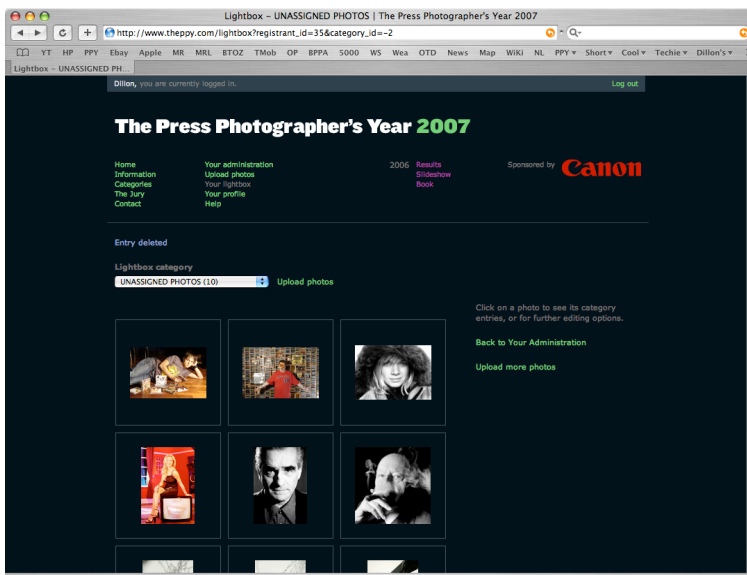 Lightbox – UNASSIGNED PHOTOS | The Press Photographer's Year 2007
http://www.theppy.com/lightbox?registrant_id=35&category_id=-2
YT HP PPY Ebay Apple MR MRL BTOZ TMob OP BPPA 5000 WS Wea OTD News Map WiKi NL PPY Short Cool Techie Dillon's
Lightbox – UNASSIGNED PH...
Dillon, you are currently logged in. Log out
The Press Photographer's Year 2007
Home Your administration 2006 Results Sponsored by Canon
Information Upload photos Slideshow
Categories Your lightbox Book
The Jury Your profile
Contact Help
Entry deleted
Lightbox category
UNASSIGNED PHOTOS (10) Upload photos
Click on a photo to see its category
entries, or for further editing options.
Back to Your Administration
Upload more photos